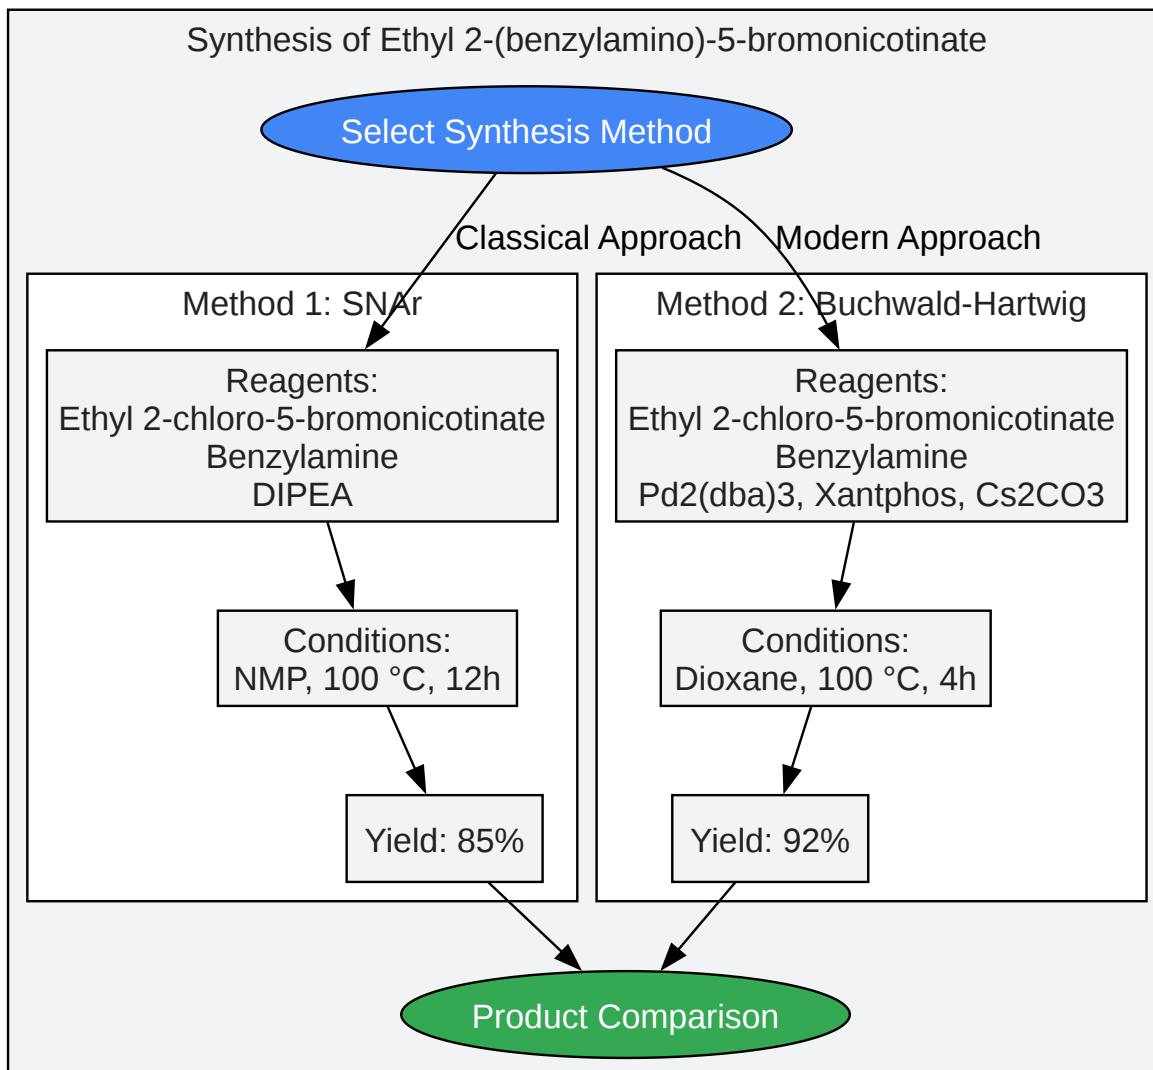 Synthesis of Ethyl 2-(benzylamino)-5-bromonicotinate
Select Synthesis Method
Classical Approach
Modern Approach
Method 1: SNAr
Reagents:
Ethyl 2-chloro-5-bromonicotinate
Benzylamine
DIPEA
Conditions:
NMP, 100 °C, 12h
Yield: 85%
Method 2: Buchwald-Hartwig
Reagents:
Ethyl 2-chloro-5-bromonicotinate
Benzylamine
Pd2(dba)3, Xantphos, Cs2CO3
Conditions:
Dioxane, 100 °C, 4h
Yield: 92%
Product Comparison